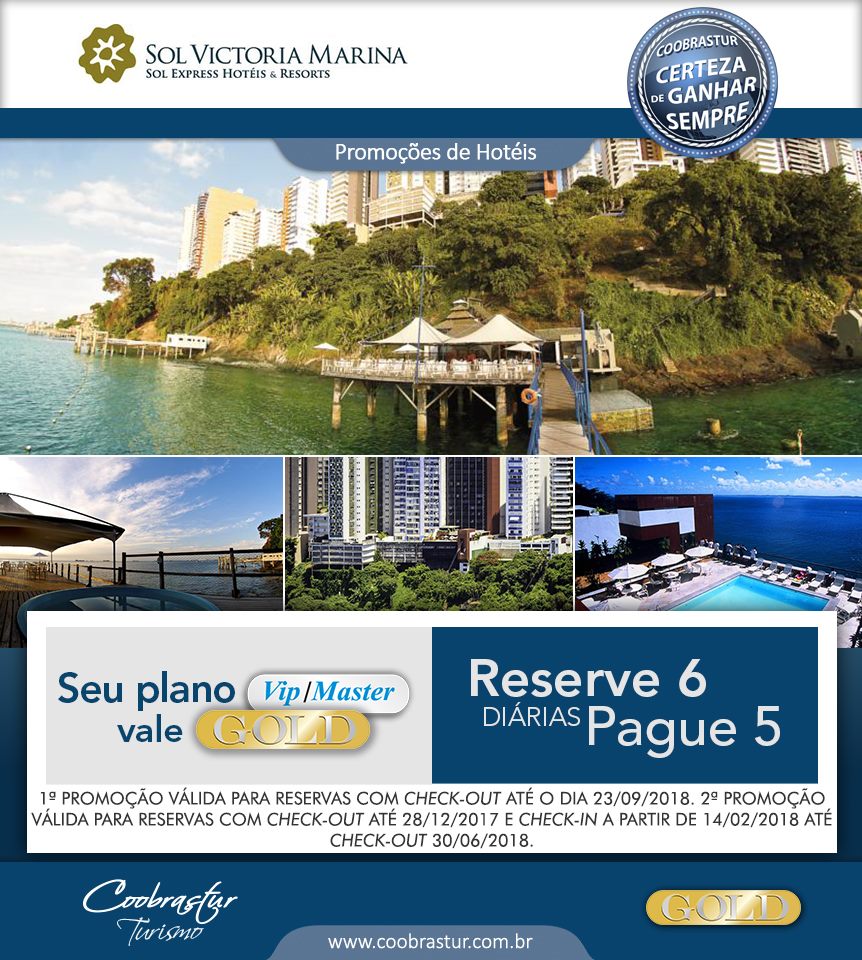 SOL VICTORIA MARINA
SOL EXPRESS HOTÉIS & RESORTS
COOBRASTUR
CERTEZA
DE GANHAR
SEMPRE
Promoções de Hotéis
Seu plano Vip/Master
vale GOLD
Reserve 6
DIÁRIAS Pague 5
1ª PROMOÇÃO VÁLIDA PARA RESERVAS COM CHECK-OUT ATÉ O DIA 23/09/2018. 2ª PROMOÇÃO
VÁLIDA PARA RESERVAS COM CHECK-OUT ATÉ 28/12/2017 E CHECK-IN A PARTIR DE 14/02/2018 ATÉ
CHECK-OUT 30/06/2018.
Coobrastur
Turismo
GOLD
www.coobrastur.com.br